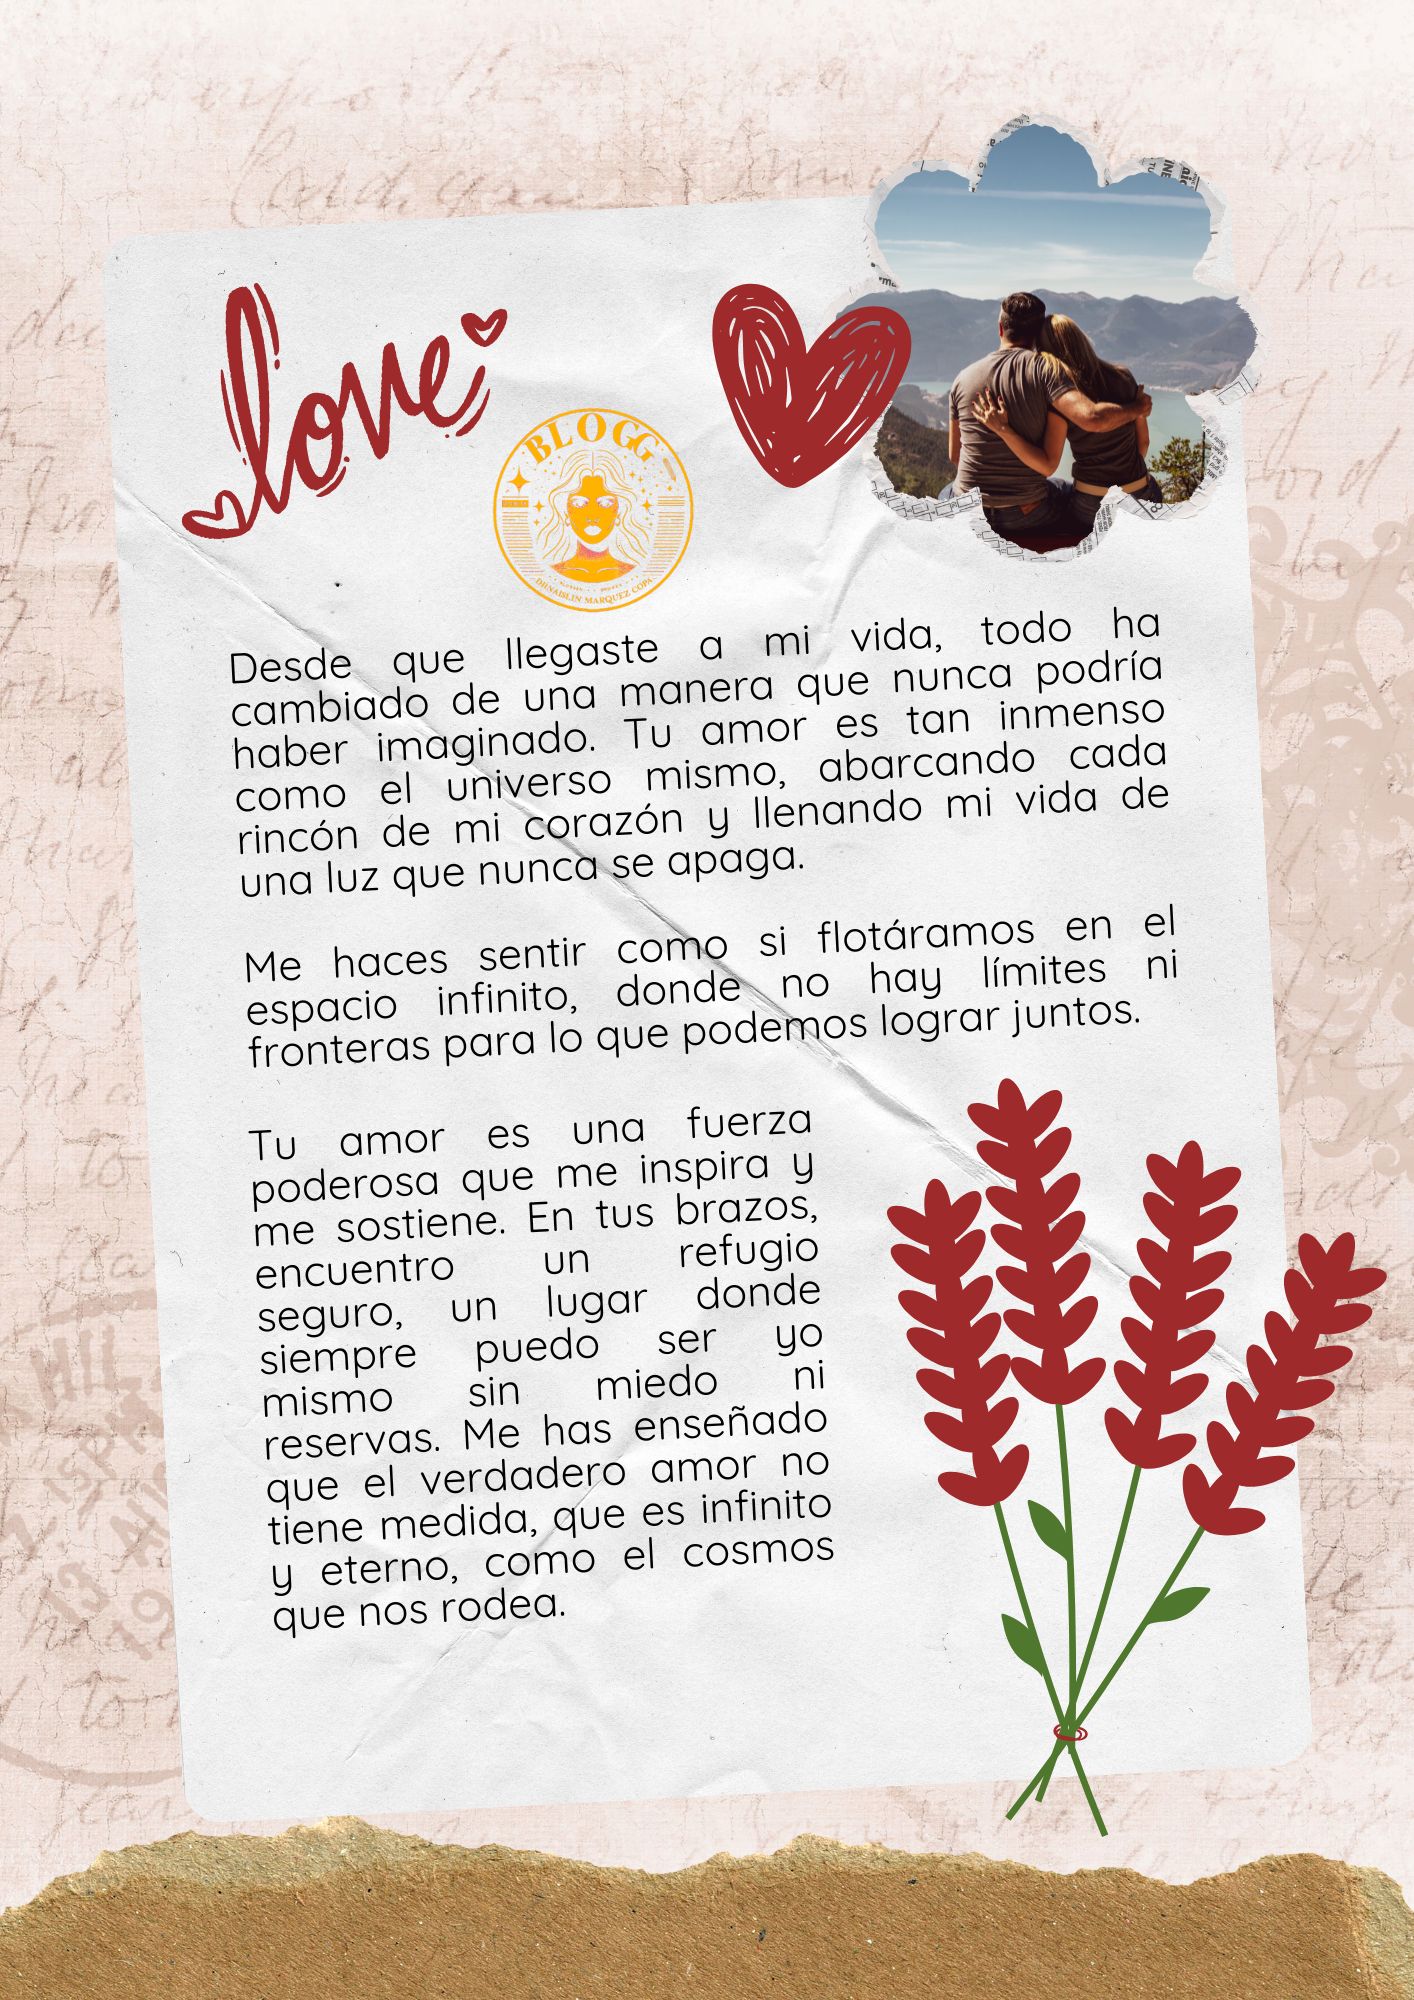 love
BLOGG
DHNAISLIN MARQUEZ COPA
Desde que llegaste a mi vida, todo ha
cambiado de una manera que nunca podría
haber imaginado. Tu amor es tan inmenso
como el universo mismo, abarcando cada
rincón de mi corazón y llenando mi vida de
una luz que nunca se apaga.
Me haces sentir como si flotáramos en el
espacio infinito, donde no hay límites ni
fronteras para lo que podemos lograr juntos.
Tu amor es una fuerza
poderosa que me inspira y
me sostiene. En tus brazos,
encuentro un refugio
seguro, un lugar donde
siempre puedo ser yo
mismo sin miedo ni
reservas. Me has enseñado
que el verdadero amor no
tiene medida, que es infinito
y eterno, como el cosmos
que nos rodea.